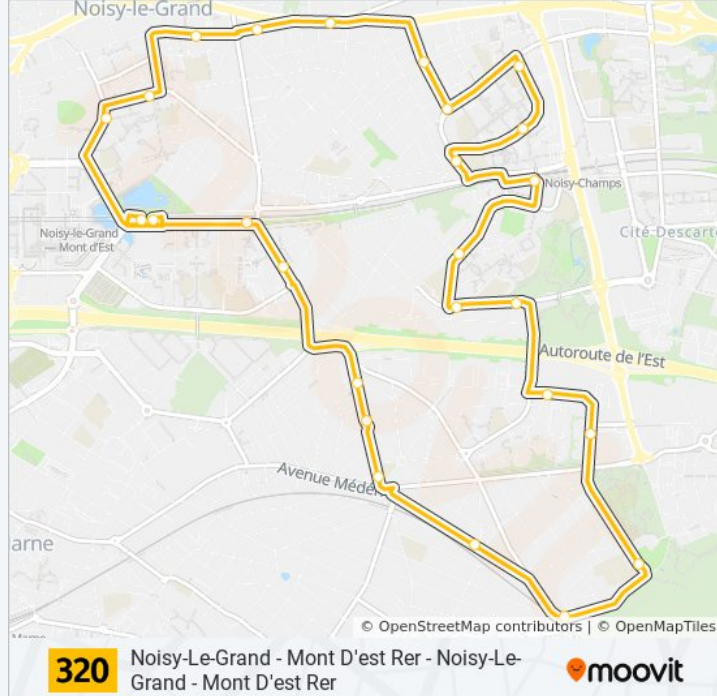 Noisy-le-Grand
Noisy-Champs
Cité Descarte
Noisy-le-Grand
— Mont d'Est
Autoroute de l'Est
Avenue Médér
arne
© OpenStreetMap contributors | © OpenMapTiles
320
Noisy-Le-Grand - Mont D'est Rer - Noisy-Le-
Grand - Mont D'est Rer
moovit